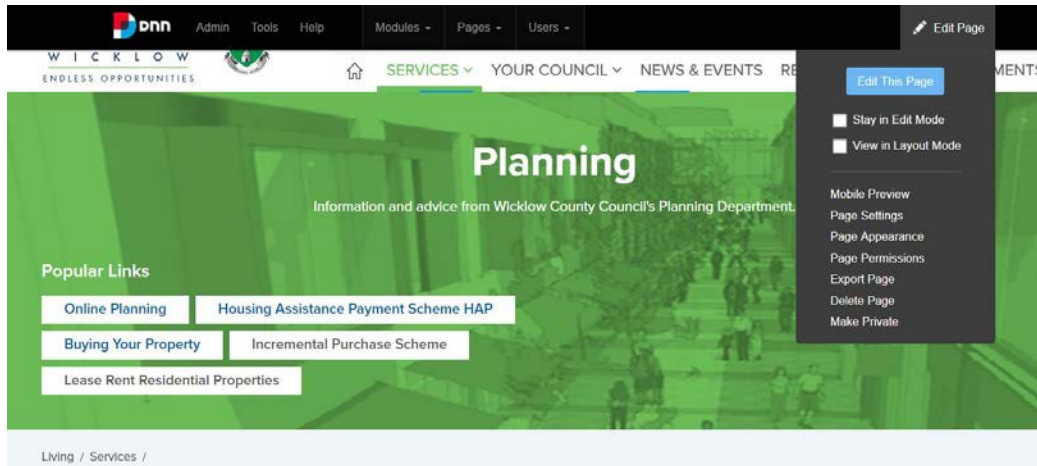 DNN Admin Tools Help Modules Pages Users Edit Page
WICKLOW
ENDLESS OPPORTUNITIES
SERVICES YOUR COUNCIL NEWS & EVENTS
Edit This Page
Stay in Edit Mode
View in Layout Mode
Mobile Preview
Page Settings
Page Appearance
Page Permissions
Export Page
Delete Page
Make Private
Planning
Information and advice from Wicklow County Council's Planning Department.
Popular Links
Online Planning Housing Assistance Payment Scheme HAP
Buying Your Property Incremental Purchase Scheme
Lease Rent Residential Properties
Living / Services /